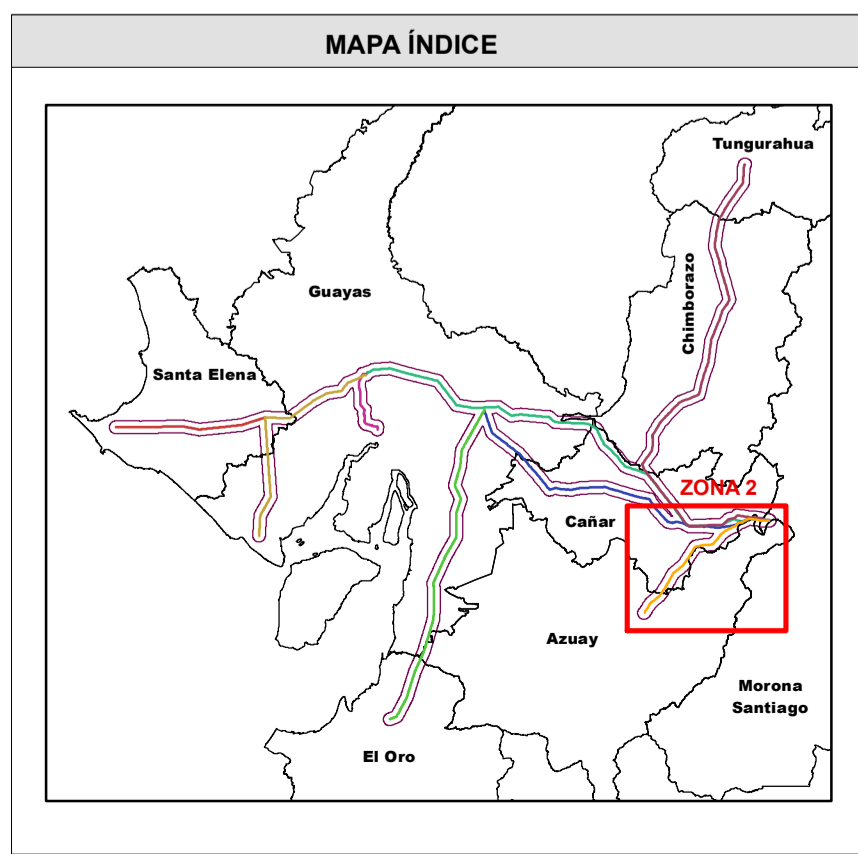 MAPA ÍNDICE
Tungurahua
Chimborazo
Guayas
Santa Elena
ZONA 2
Cañar
Azuay
Morona
Santiago
El Oro